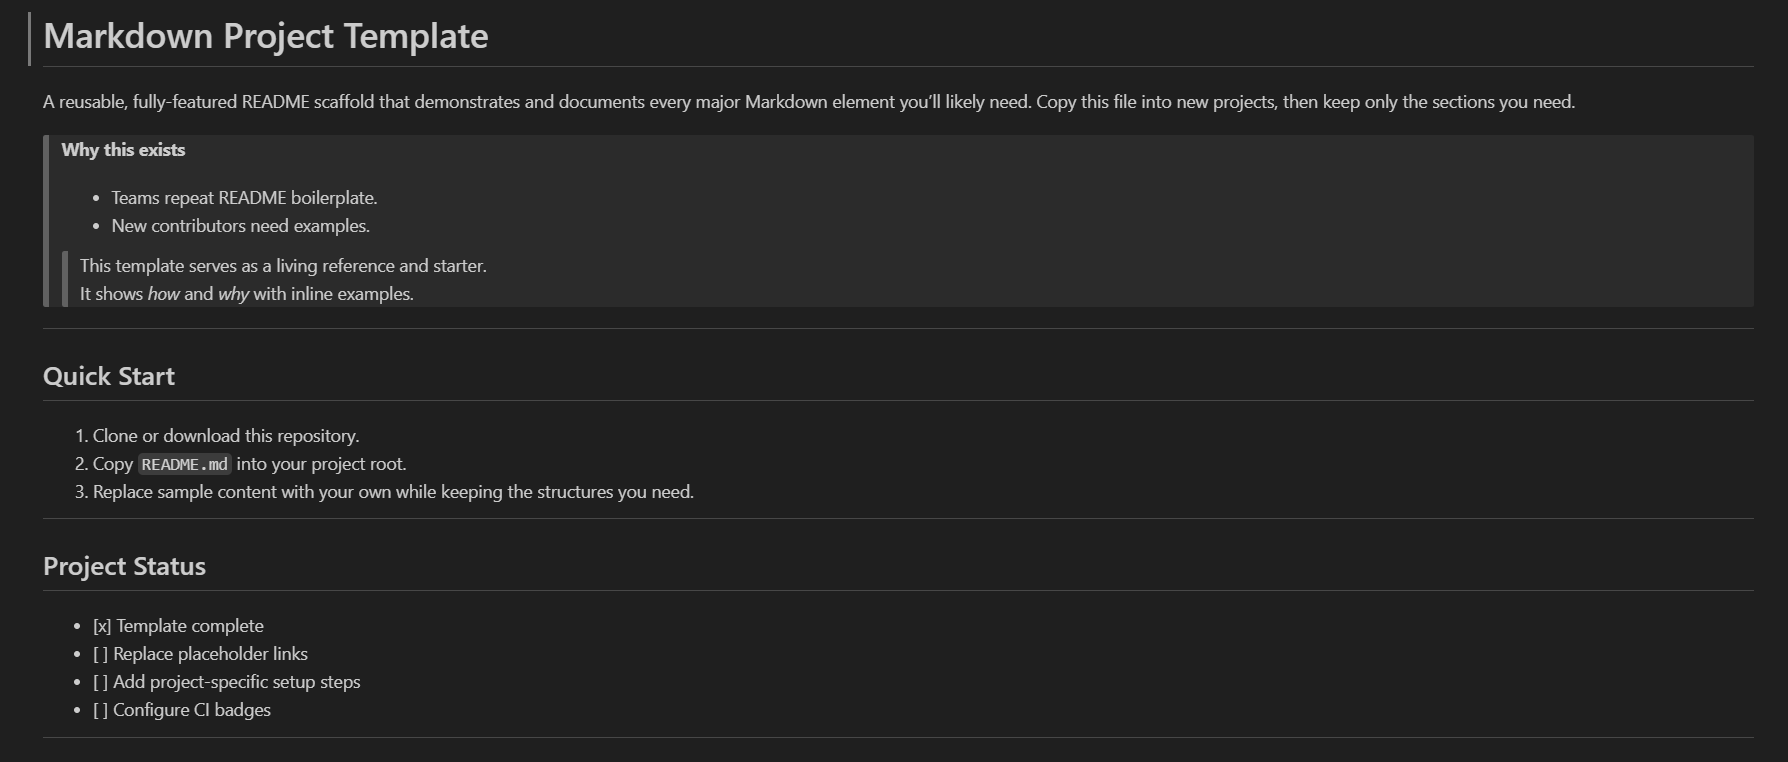 Markdown Project Template
A reusable, fully-featured README scaffold that demonstrates and documents every major Markdown element you’ll likely need. Copy this file into new projects, then keep only the sections you need.
Why this exists
• Teams repeat README boilerplate.
• New contributors need examples.
This template serves as a living reference and starter.
It shows how and why with inline examples.
Quick Start
1. Clone or download this repository.
2. Copy README.md into your project root.
3. Replace sample content with your own while keeping the structures you need.
Project Status
• [x] Template complete
• [ ] Replace placeholder links
• [ ] Add project-specific setup steps
• [ ] Configure CI badges